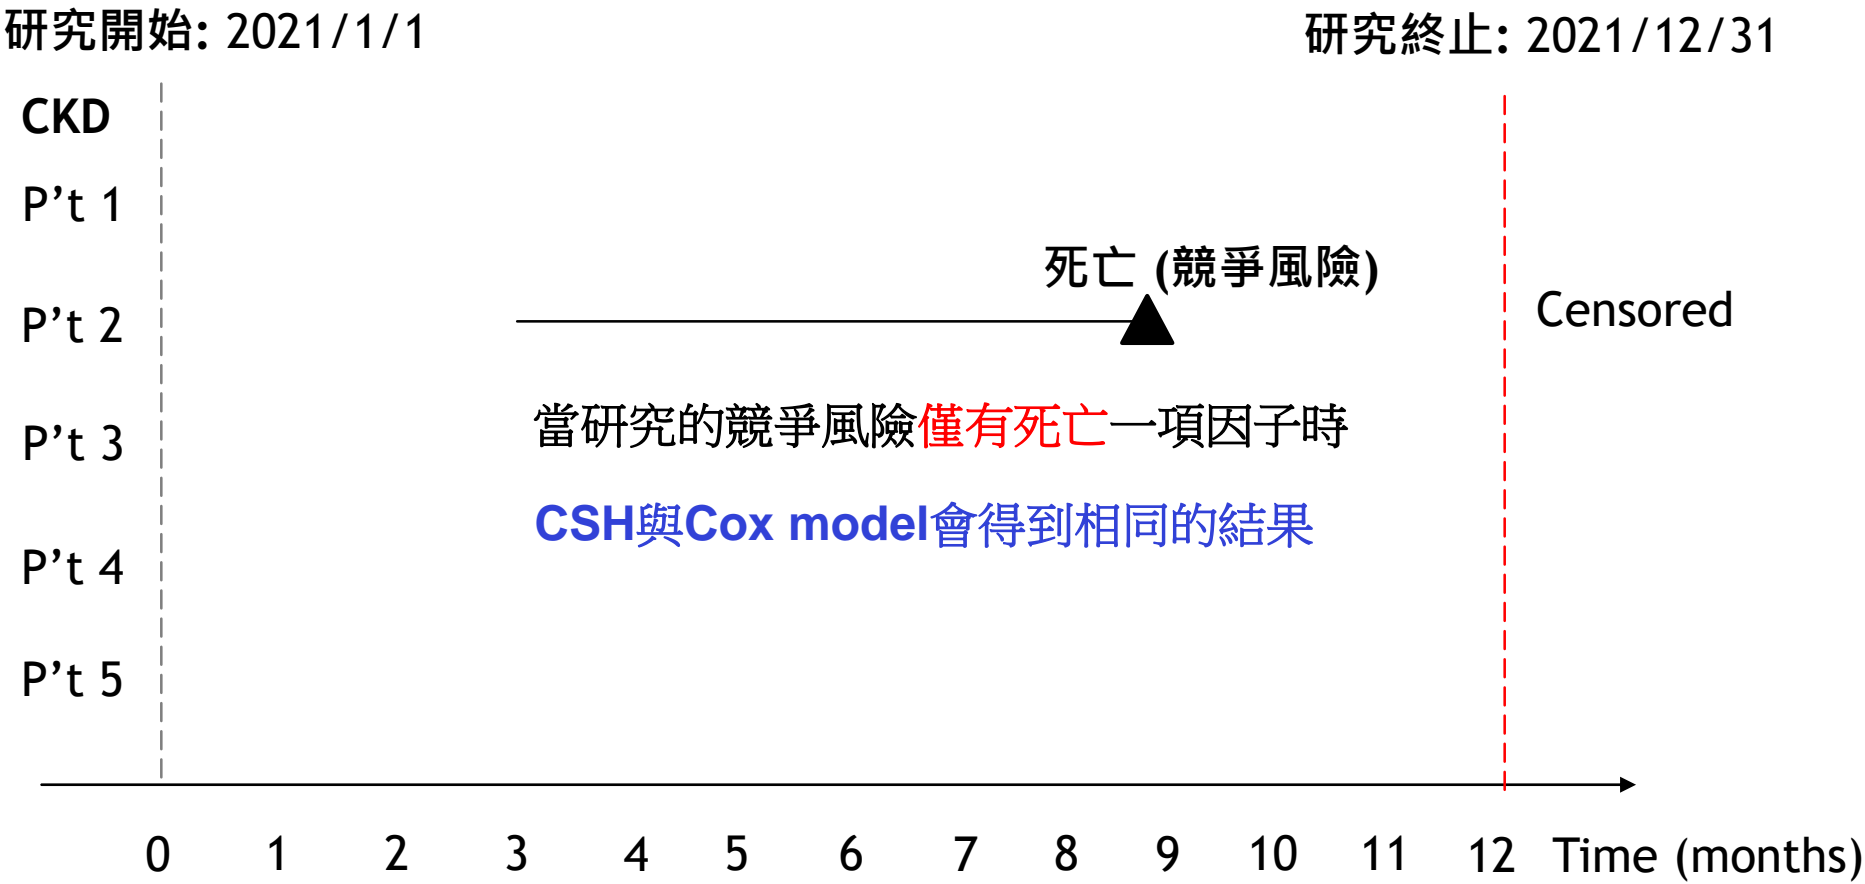 研究開始: 2021/1/1
研究終止: 2021/12/31
CKD
P’t 1
死亡 (競爭風險)
Censored
P’t 2
當研究的競爭風險僅有死亡一項因子時
P’t 3
CSH與Cox model會得到相同的結果
P’t 4
P’t 5
0 1 2 3 4 5 6 7 8 9 10 11 12 Time (months)